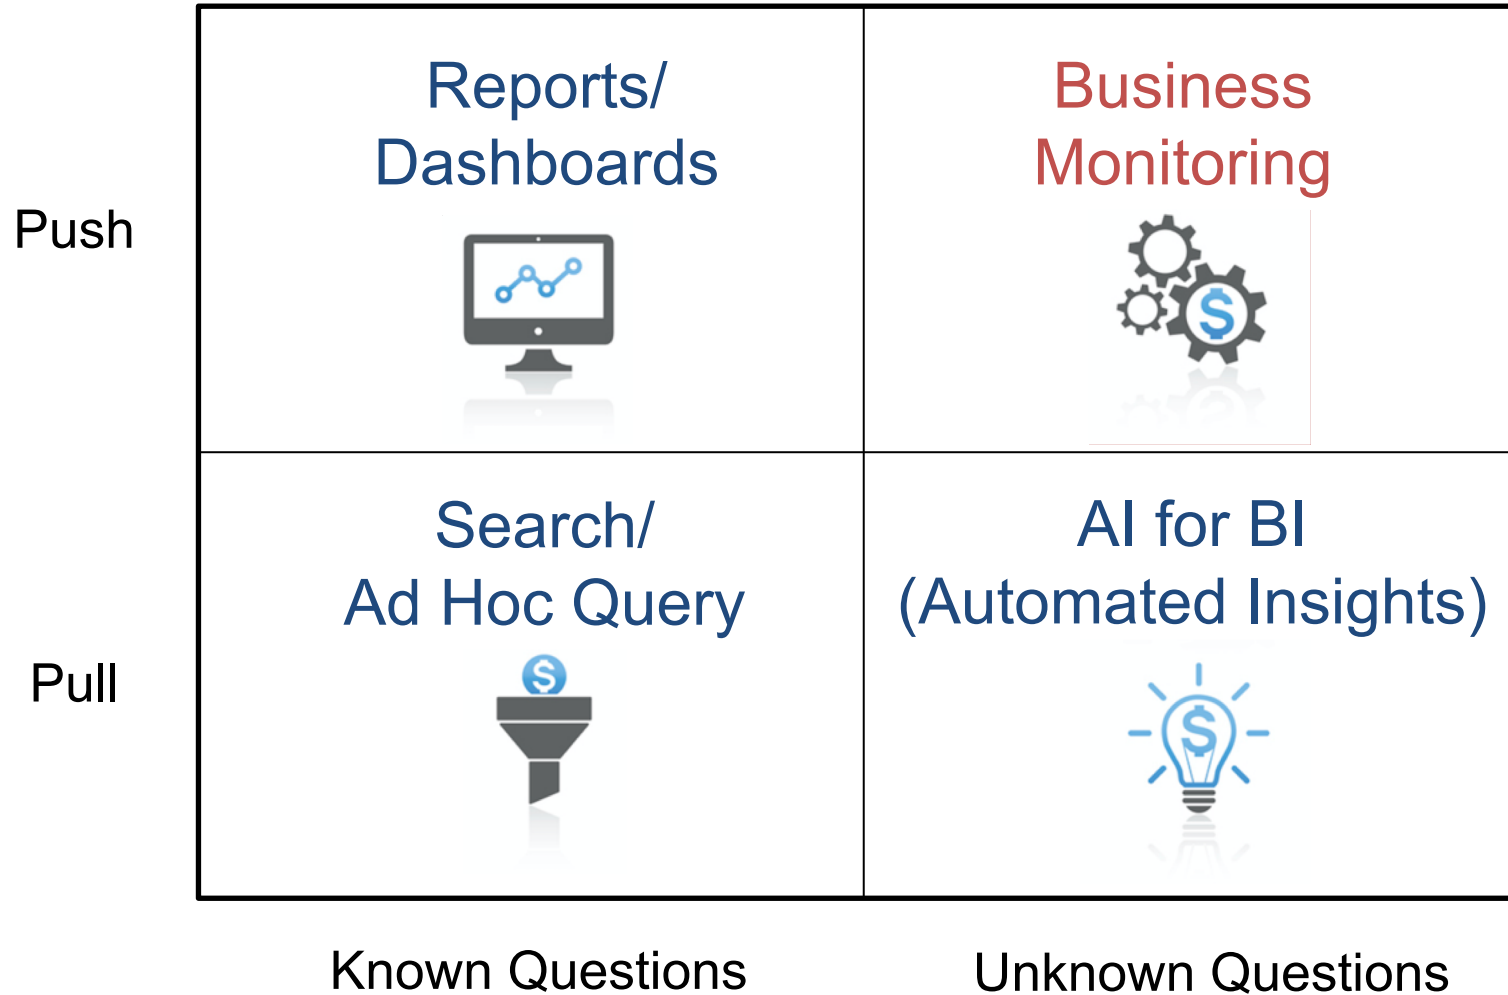 Reports/
Dashboards
Business
Monitoring
Push
$
Search/
Ad Hoc Query
AI for BI
(Automated Insights)
Pull
$
$
Known Questions
Unknown Questions